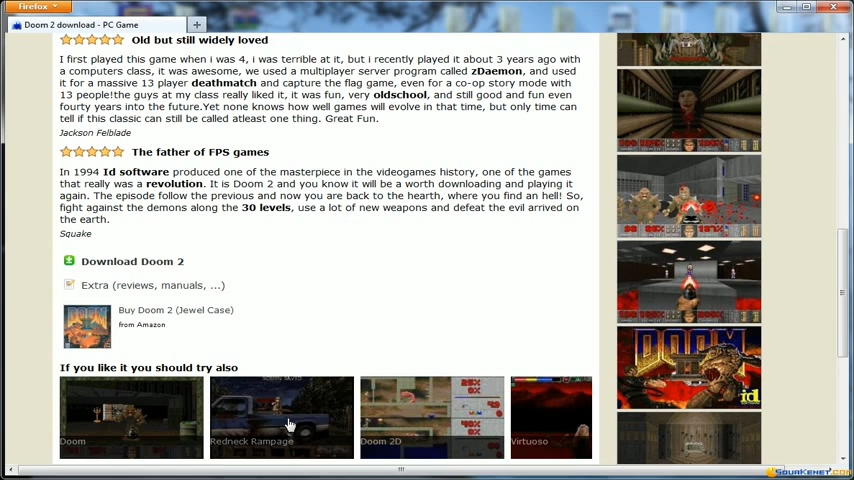 Firefox
Doom 2 download - PC Game
Old but still widely loved
I first played this game when i was 4, i was terrible at it, but i recently played it about 3 years ago with
a computers class, it was awesome, we used a multiplayer server program called zDaemon, and used
it for a massive 13 player deathmatch and capture the flag game, even for a co-op story mode with
13 people!the guys at my class really liked it, it was fun, very oldschool, and still good and fun even
fourty years into the future.Yet none knows how well games will evolve in that time, but only time can
tell if this classic can still be called atleast one thing. Great Fun.
Jackson Felblade
The father of FPS games
In 1994 Id software produced one of the masterpiece in the videogames history, one of the games
that really was a revolution. It is Doom 2 and you know it will be a worth downloading and playing it
again. The episode follow the previous and now you are back to the hearth, where you find an hell! So,
fight against the demons along the 30 levels, use a lot of new weapons and defeat the evil arrived on
the earth.
Squake
Download Doom 2
Extra (reviews, manuals, ...)
DOOM
Buy Doom 2 (Jewel Case)
from Amazon
If you like it you should try also
Doom
Redneck Rampage
Doom 2D
Virtuoso
DOOM
id
SquaKeNet.com